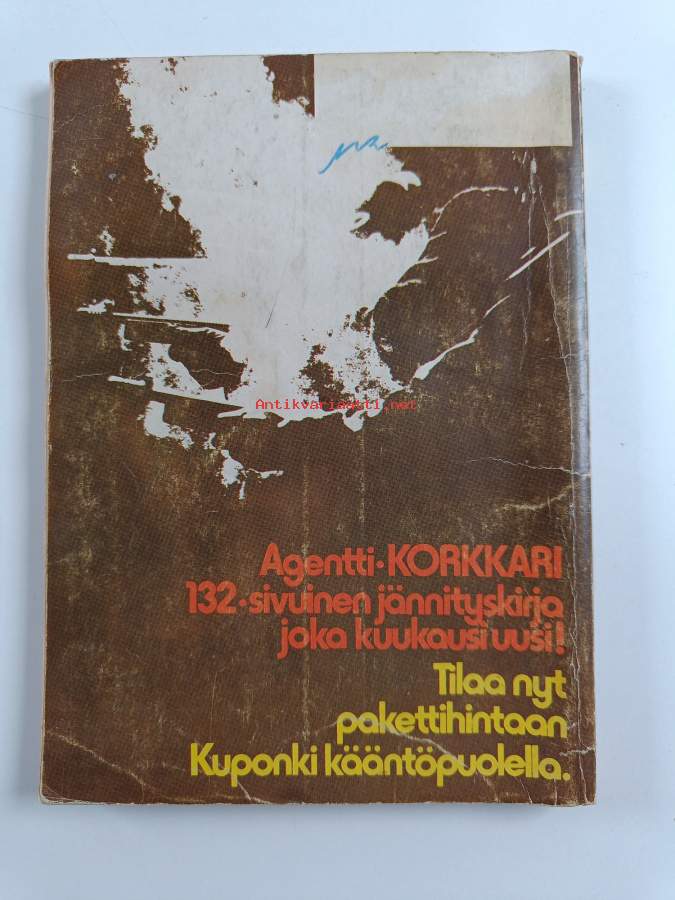 Antikvariaatti.net
Agentti·KORKKARI
132·sivuinen jännityskirja
joka kuukausi uusi!
Tilaa nyt
pakettihintaan
Kuponki kääntöpuolella.